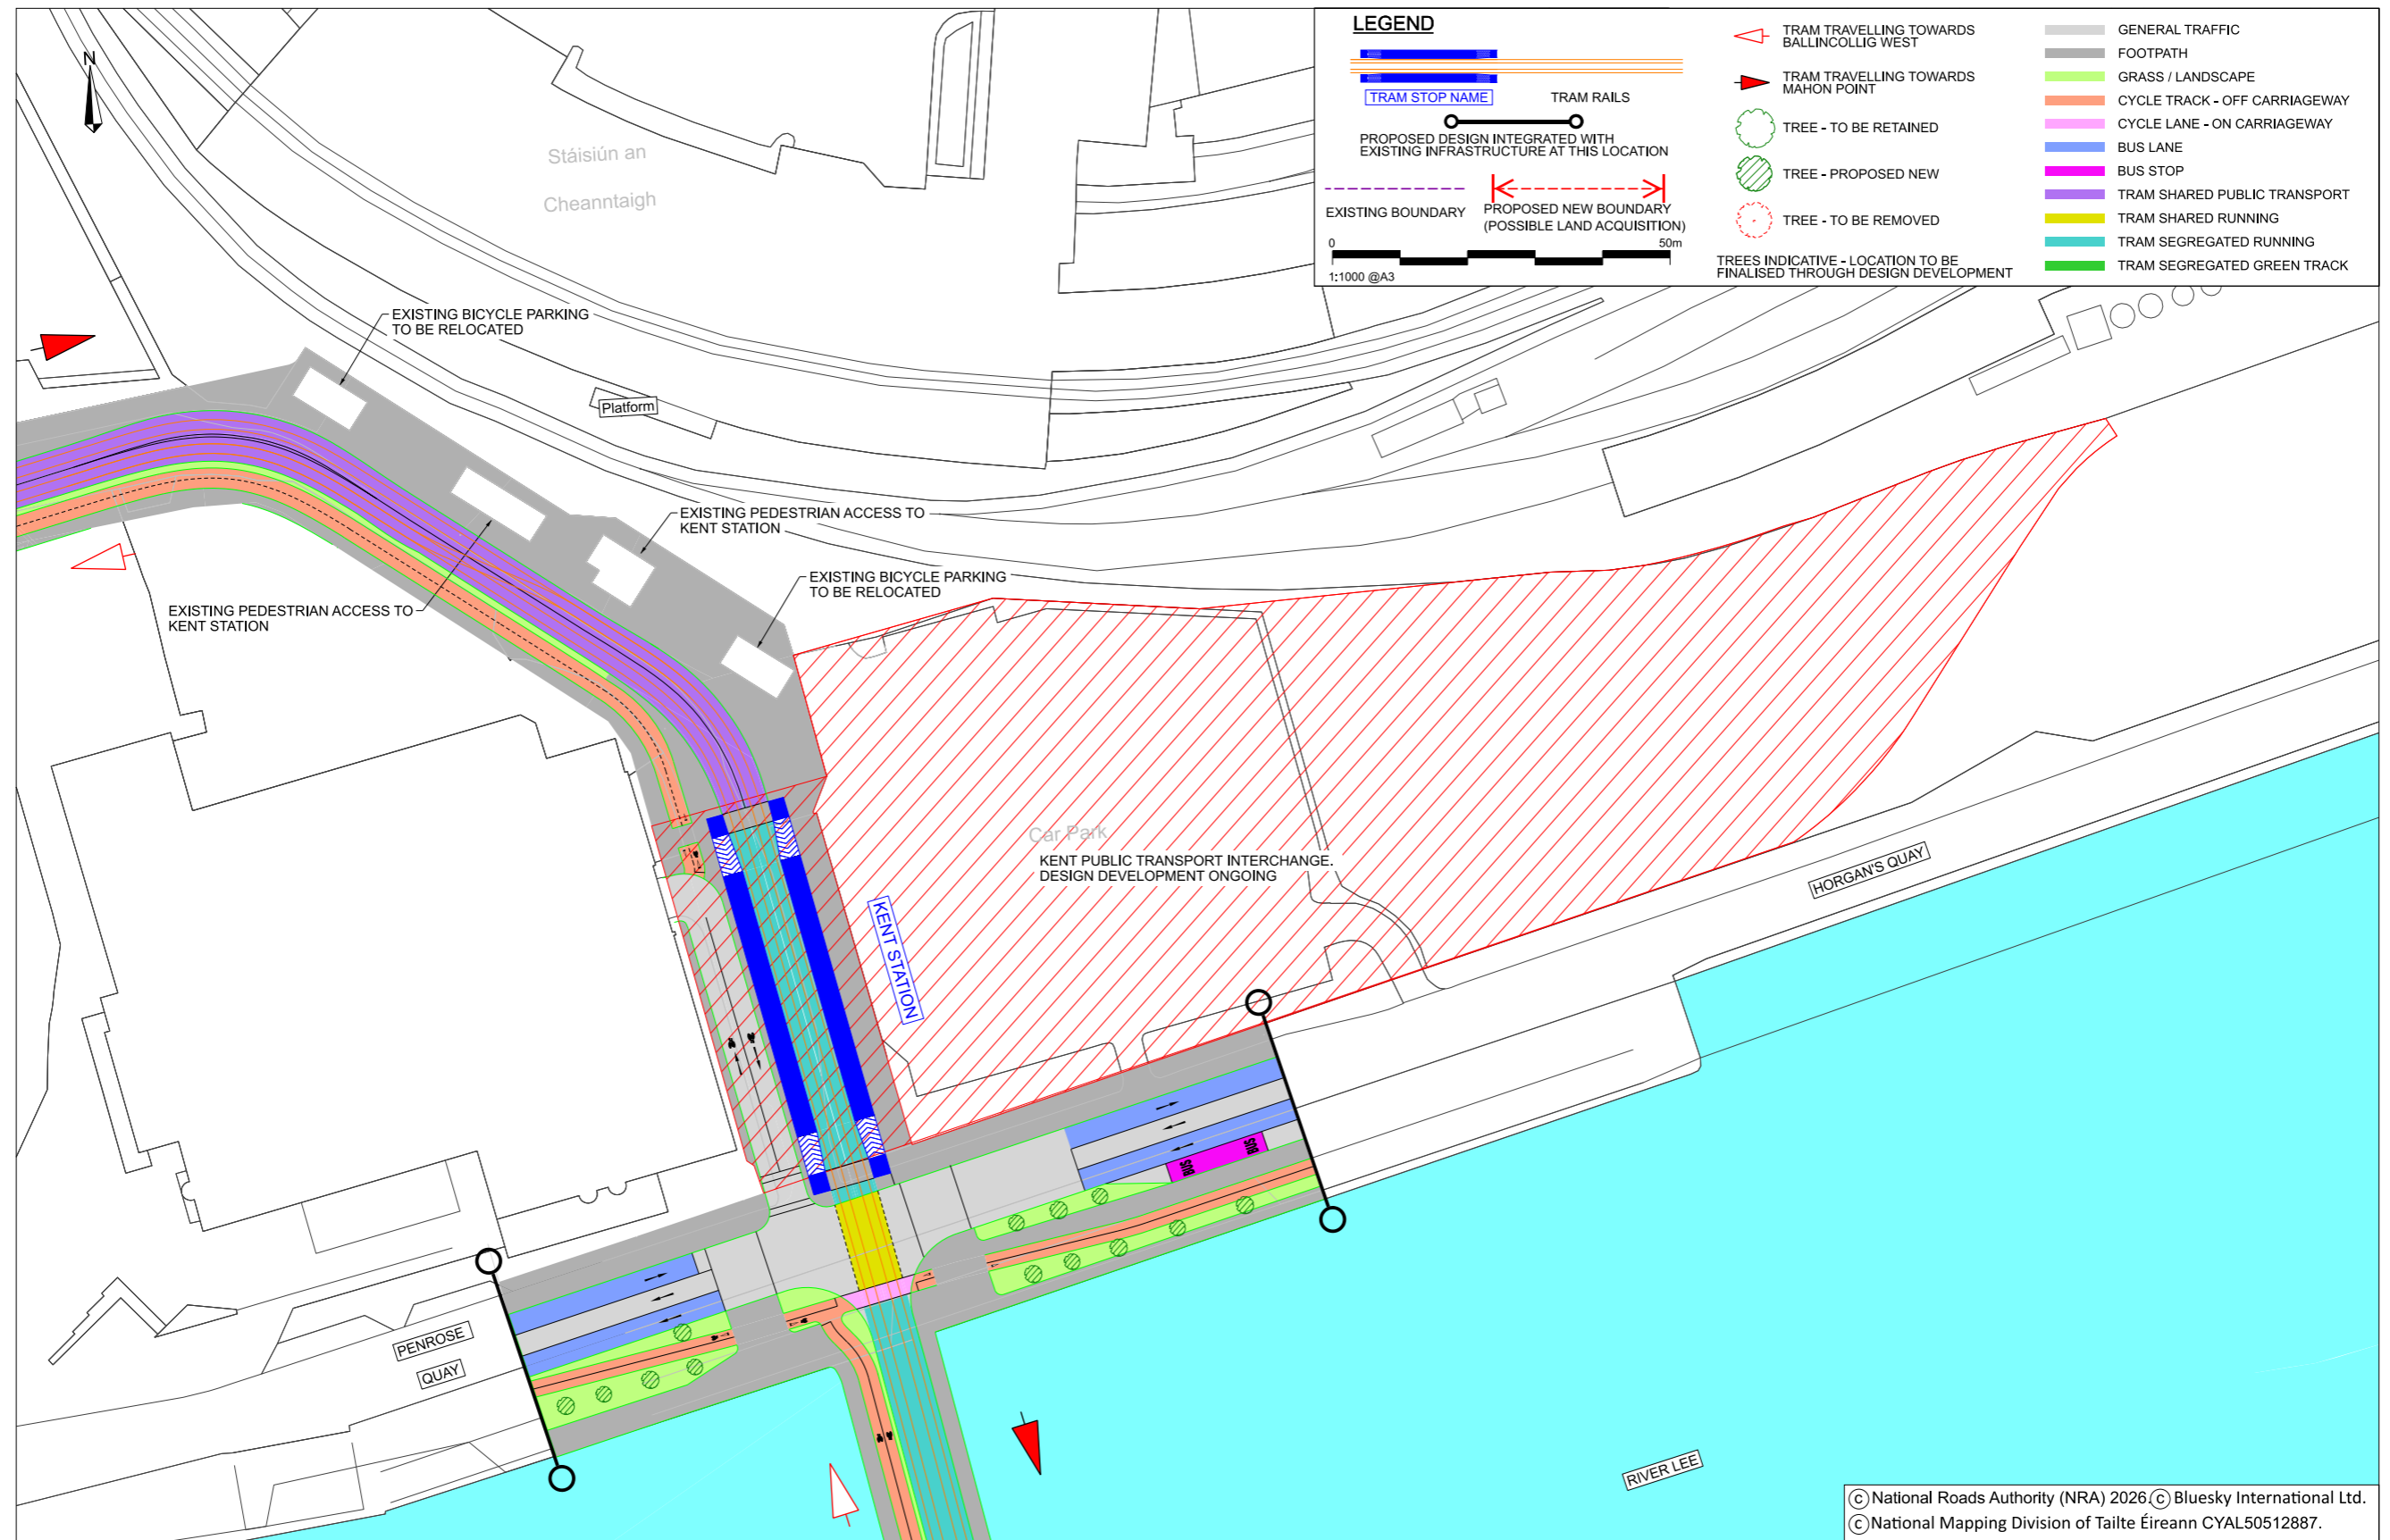 LEGEND
TRAM STOP NAME
TRAM RAILS
PROPOSED DESIGN INTEGRATED WITH
EXISTING INFRASTRUCTURE AT THIS LOCATION
EXISTING BOUNDARY
PROPOSED NEW BOUNDARY
(POSSIBLE LAND ACQUISITION)
0
50m
1:1000 @A3
TRAM TRAVELLING TOWARDS
BALLINCOLLIG WEST
TRAM TRAVELLING TOWARDS
MAHON POINT
TREE - TO BE RETAINED
TREE - PROPOSED NEW
TREE - TO BE REMOVED
TREES INDICATIVE - LOCATION TO BE
FINALISED THROUGH DESIGN DEVELOPMENT
GENERAL TRAFFIC
FOOTPATH
GRASS / LANDSCAPE
CYCLE TRACK - OFF CARRIAGEWAY
CYCLE LANE - ON CARRIAGEWAY
BUS LANE
BUS STOP
TRAM SHARED PUBLIC TRANSPORT
TRAM SHARED RUNNING
TRAM SEGREGATED RUNNING
TRAM SEGREGATED GREEN TRACK
N
Stáisiún an
Cheanntaigh
EXISTING BICYCLE PARKING
TO BE RELOCATED
Platform
EXISTING PEDESTRIAN ACCESS TO
KENT STATION
EXISTING BICYCLE PARKING
TO BE RELOCATED
EXISTING PEDESTRIAN ACCESS TO
KENT STATION
Car Park
KENT PUBLIC TRANSPORT INTERCHANGE.
DESIGN DEVELOPMENT ONGOING
HORGAN'S QUAY
KENT STATION
BUS
BUS
PENROSE
QUAY
RIVER LEE
© National Roads Authority (NRA) 2026. © Bluesky International Ltd.
© National Mapping Division of Tailte Éireann CYAL50512887.